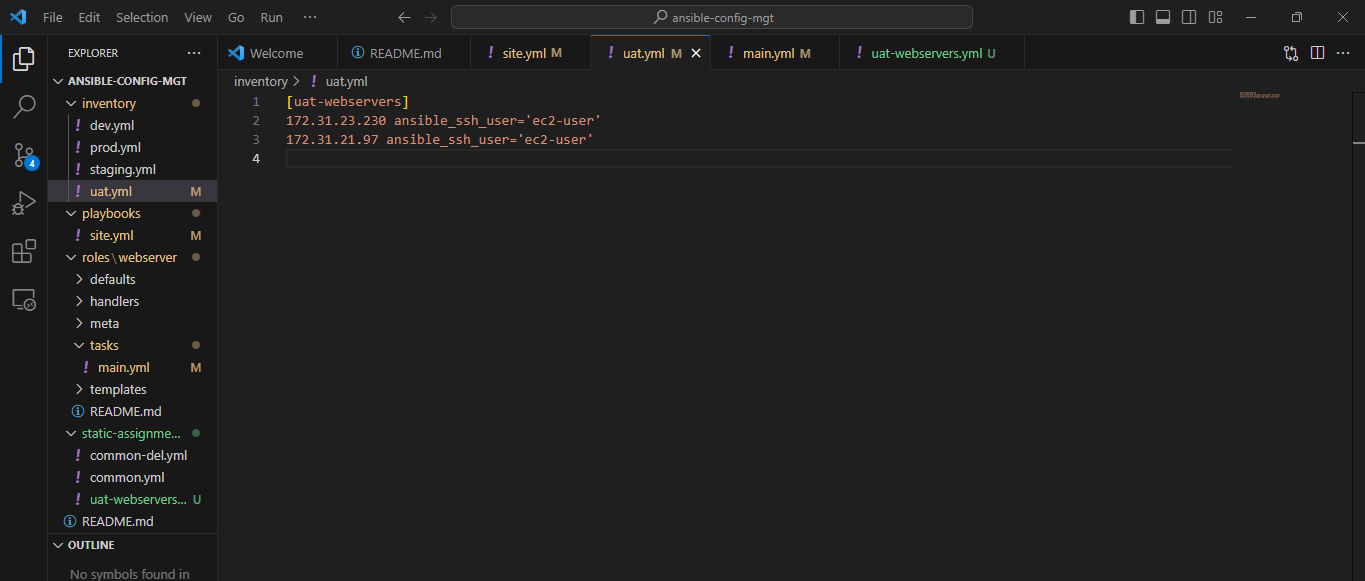 File Edit Selection View Go Run ··· ansible-config-mgt
EXPLORER ···
ANSIBLE-CONFIG-MGT
inventory
! dev.yml
! prod.yml
! staging.yml
! uat.yml M
playbooks
! site.yml M
roles\webserver
defaults
handlers
meta
tasks
! main.yml M
templates
README.md
static-assignme...
! common-del.yml
! common.yml
! uat-webservers... U
README.md
OUTLINE
No symbols found in
4
Welcome README.md ! site.yml M ! uat.yml M ! main.yml M ! uat-webservers.yml U ···
inventory > ! uat.yml
1 [uat-webservers]
2 172.31.23.230 ansible_ssh_user='ec2-user'
3 172.31.21.97 ansible_ssh_user='ec2-user'
4